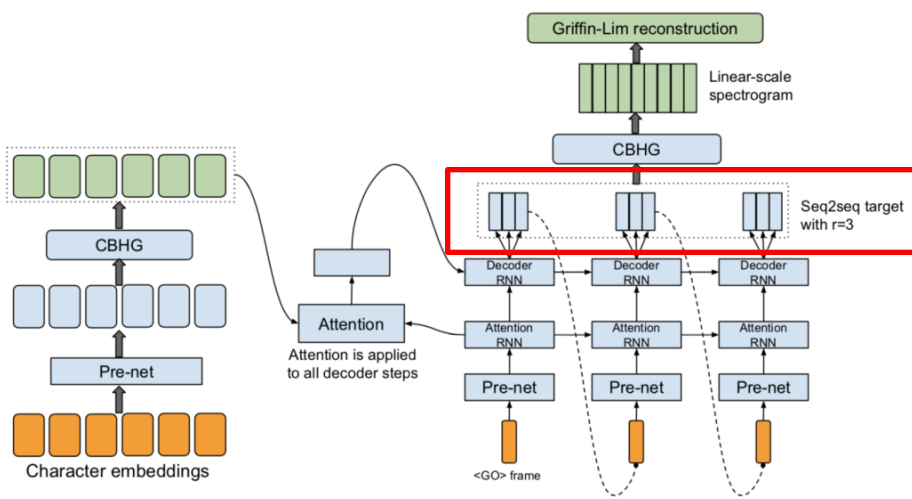 Griffin-Lim reconstruction
Linear-scale
spectrogram
CBHG
Seq2seq target
with r=3
CBHG
Decoder
RNN
Decoder
RNN
Decoder
RNN
Attention
Attention is applied
to all decoder steps
Attention
RNN
Attention
RNN
Attention
RNN
Pre-net
Pre-net
Pre-net
Pre-net
Character embeddings
<GO> frame